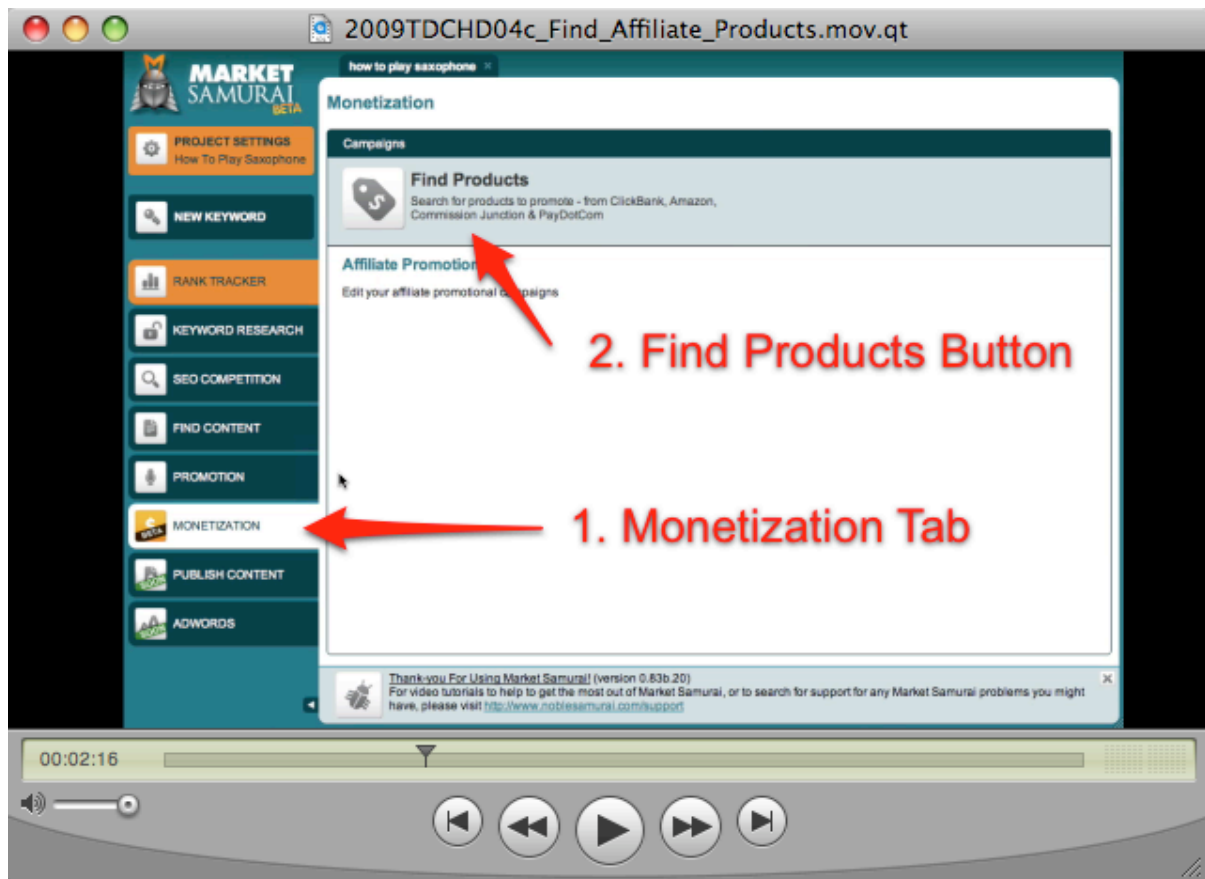 2009TDCHD04c_Find_Affiliate_Products.mov.qt
MARKET
SAMURAI
BETA
how to play saxophone ×
Monetization
PROJECT SETTINGS
How To Play Saxophone
Campaigns
Find Products
Search for products to promote - from ClickBank, Amazon,
Commission Junction & PayDotCom
NEW KEYWORD
Affiliate Promotion
Edit your affiliate promotional campaigns
RANK TRACKER
KEYWORD RESEARCH
2. Find Products Button
SEO COMPETITION
FIND CONTENT
PROMOTION
BETA
MONETIZATION
1. Monetization Tab
SOON
PUBLISH CONTENT
SOON
ADWORDS
Thank-you For Using Market Samurai! (version 0.83b.20)
For video tutorials to help to get the most out of Market Samurai, or to search for support for any Market Samurai problems you might
have, please visit http://www.noblesamurai.com/support
00:02:16